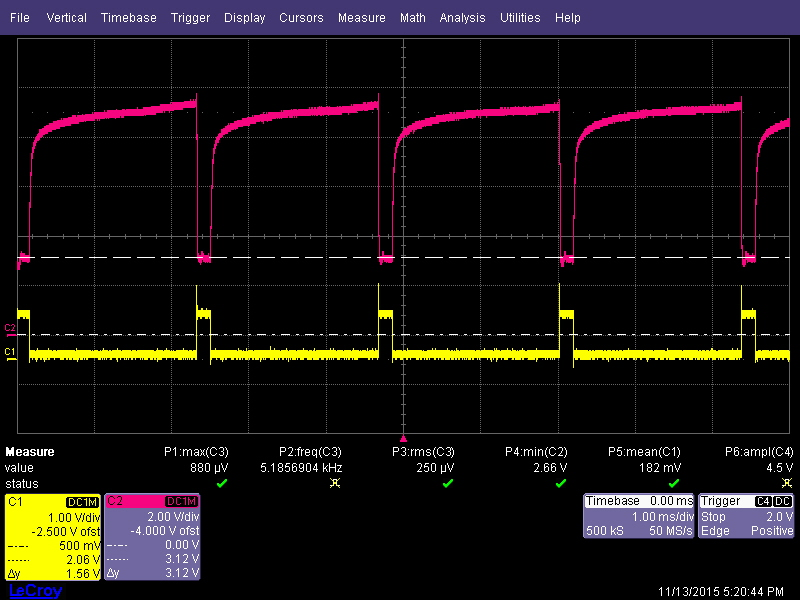 File Vertical Timebase Trigger Display Cursors Measure Math Analysis Utilities Help
C2
C1
Measure P1:max(C3) P2:freq(C3) P3:rms(C3) P4:min(C2) P5:mean(C1) P6:ampl(C4)
value 880 µV 5.1856904 kHz 250 µV 2.66 V 182 mV 4.5 V
status
C1 DC1M C2 DC1M Timebase 0.00 ms Trigger C4 DC
1.00 V/div 2.00 V/div 1.00 ms/div Stop 2.0 V
-2.500 V ofst -4.000 V ofst 500 kS 50 MS/s Edge Positive
500 mV 0.00 V
2.06 V 3.12 V
Δy 1.56 V Δy 3.12 V
LeCroy 11/13/2015 5:20:44 PM